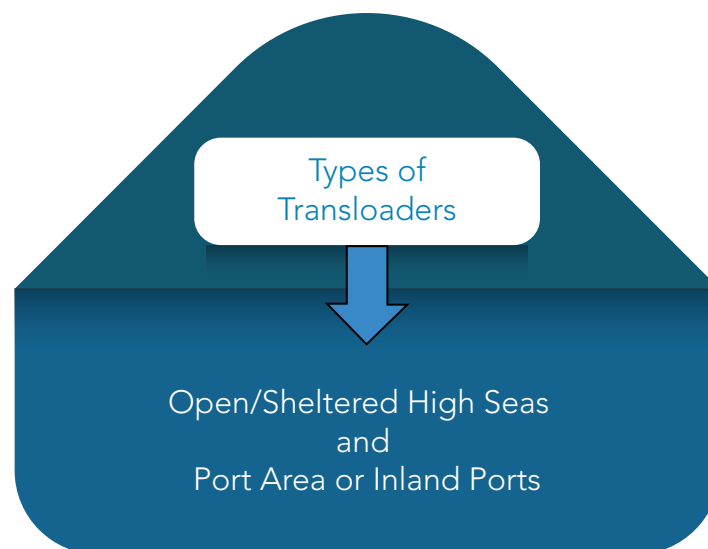 Types of
Transloaders
Open/Sheltered High Seas
and
Port Area or Inland Ports